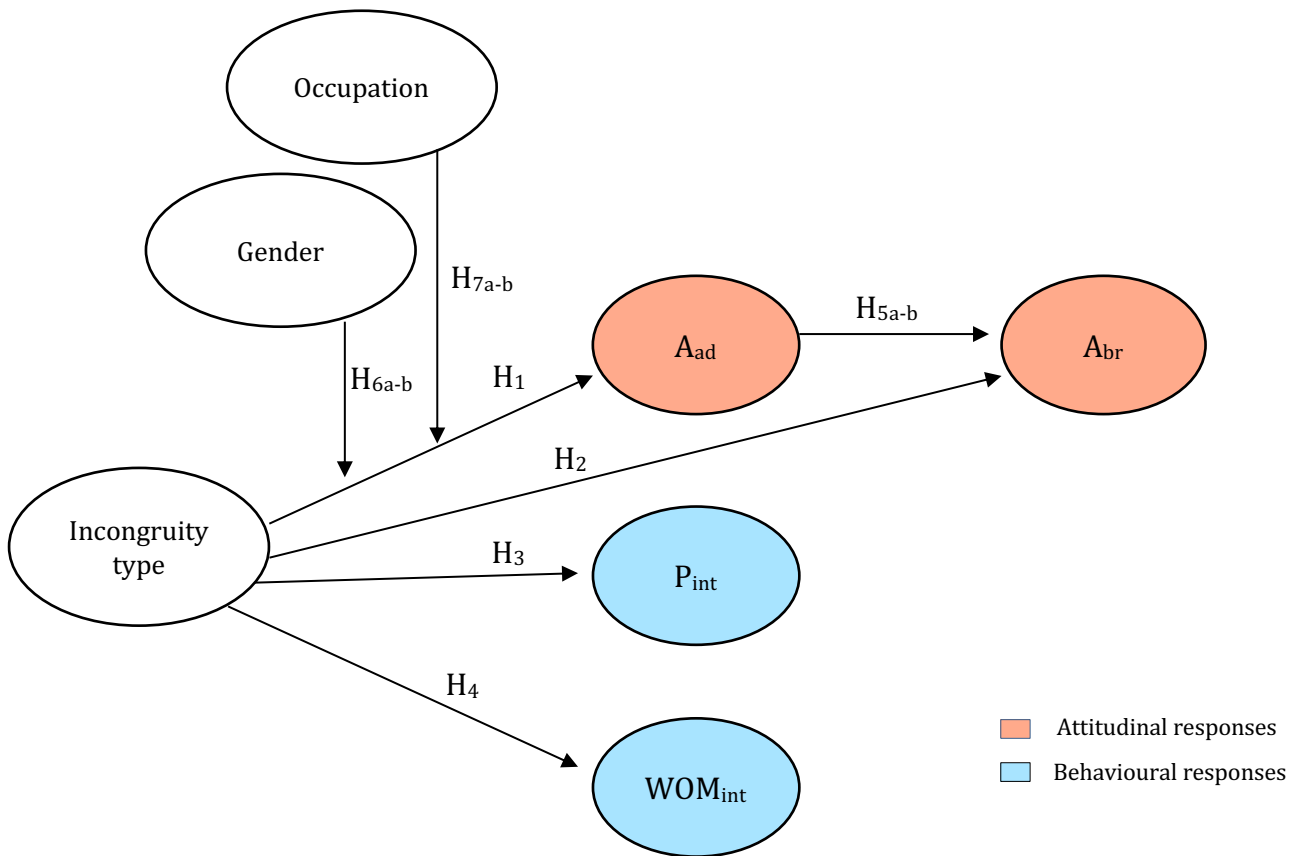 Occupation
Gender
H7a-b
H6a-b
H1
Aad
H5a-b
Abr
H2
Incongruity
type
H3
Pint
H4
WOMint
Attitudinal responses
Behavioural responses